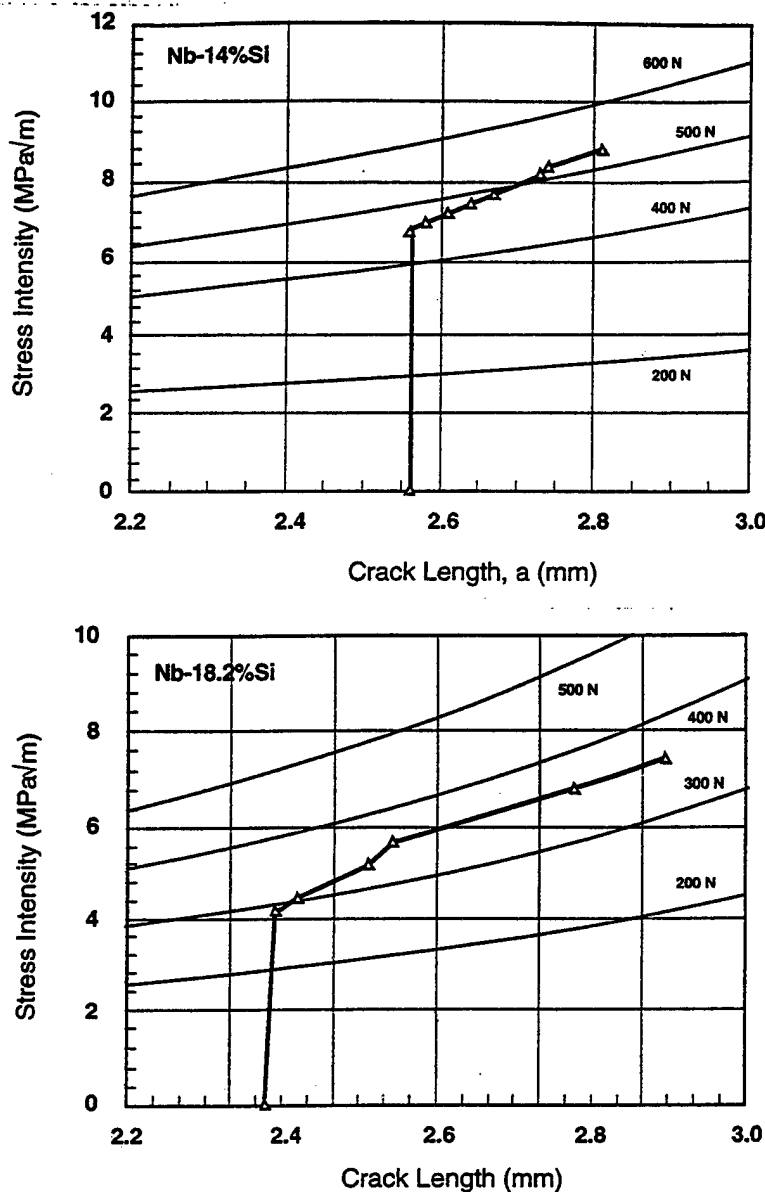 12
Nb-14%Si
600 N
10
500 N
8
400 N
6
4
200 N
2
0
2.2 2.4 2.6 2.8 3.0
Stress Intensity (MPa√m)
Crack Length, a (mm)
10
Nb-18.2%Si
500 N
400 N
8
300 N
6
200 N
4
2
0
2.2 2.4 2.6 2.8 3.0
Stress Intensity (MPa√m)
Crack Length (mm)